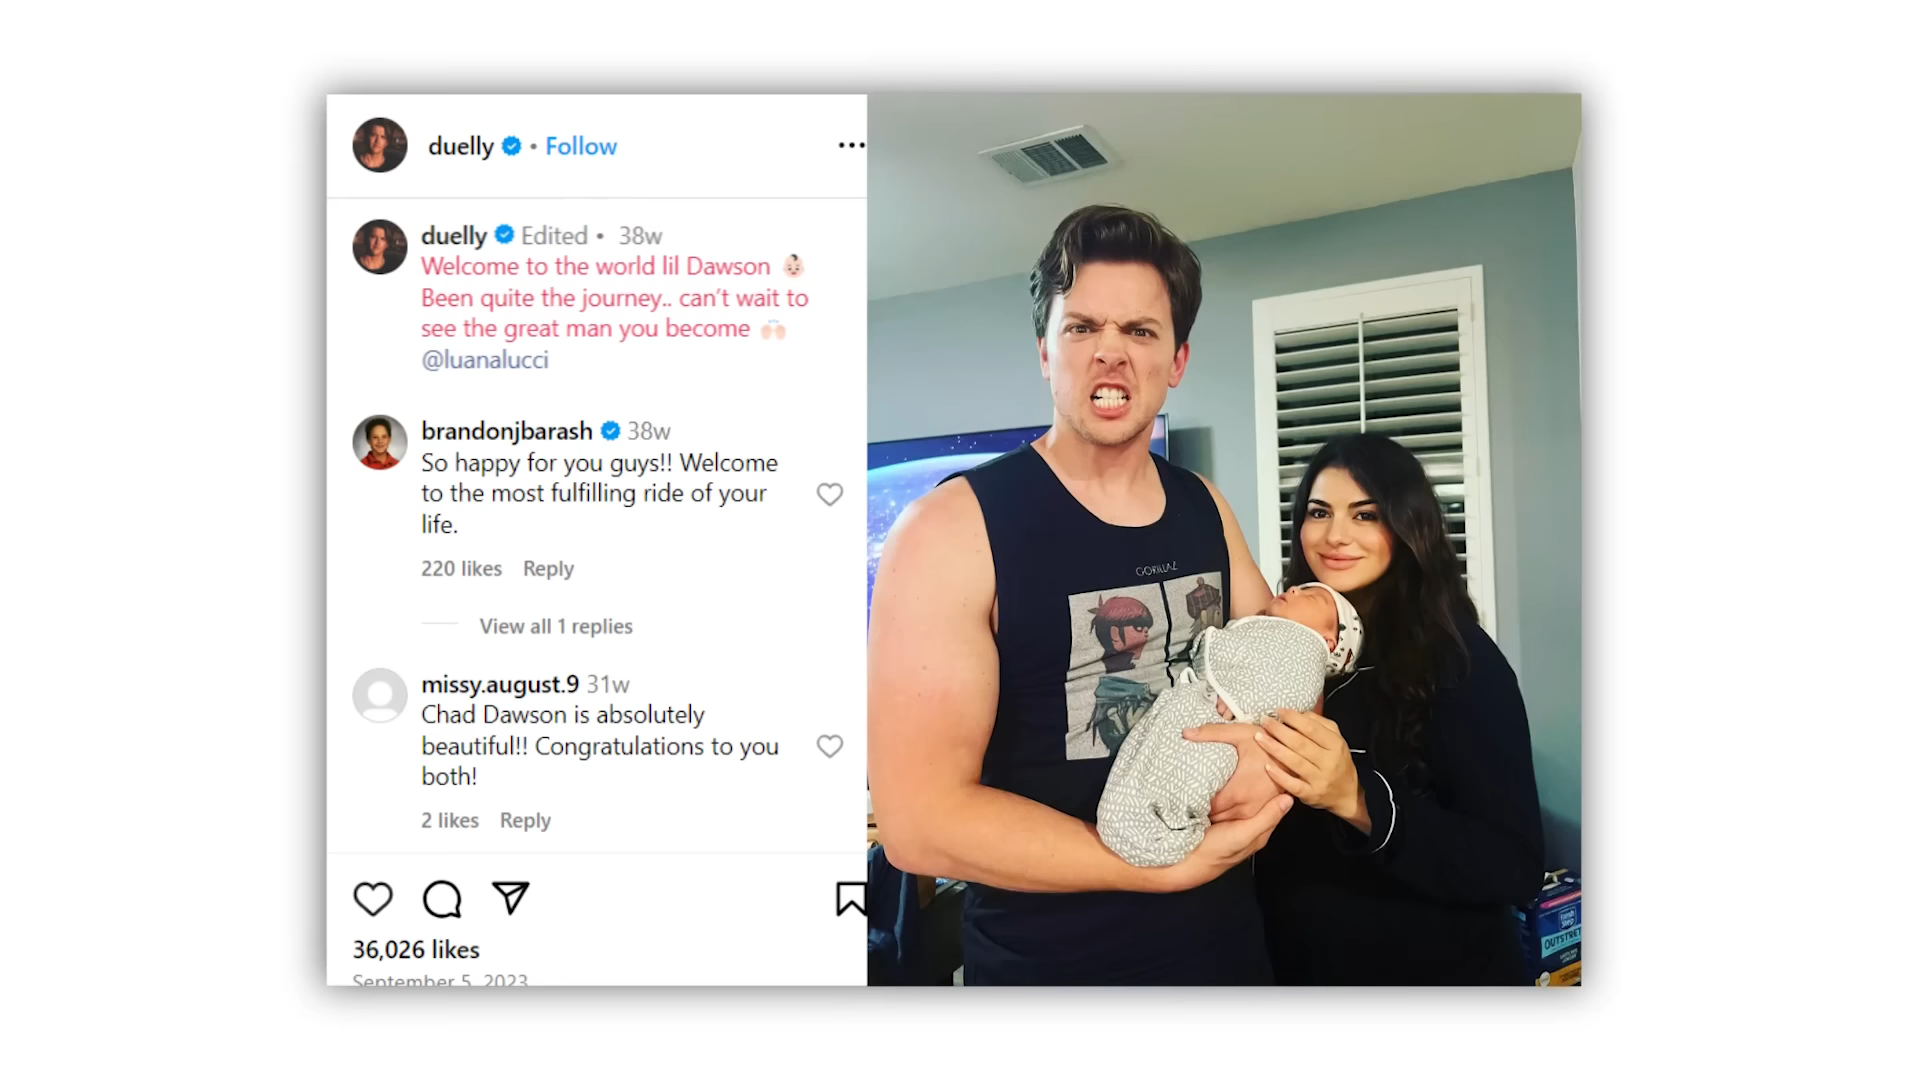 duelly • Follow
duelly Edited • 38w
Welcome to the world lil Dawson 👶🏻
Been quite the journey.. can't wait to
see the great man you become 🙌🏻
@luanalucci
brandonjbarash 38w
So happy for you guys!! Welcome
to the most fulfilling ride of your
life.
220 likes Reply
View all 1 replies
missy.august.9 31w
Chad Dawson is absolutely
beautiful!! Congratulations to you
both!
2 likes Reply
36,026 likes
September 5, 2023
GORILLAZ
Fresh
Step
OUTSTRET